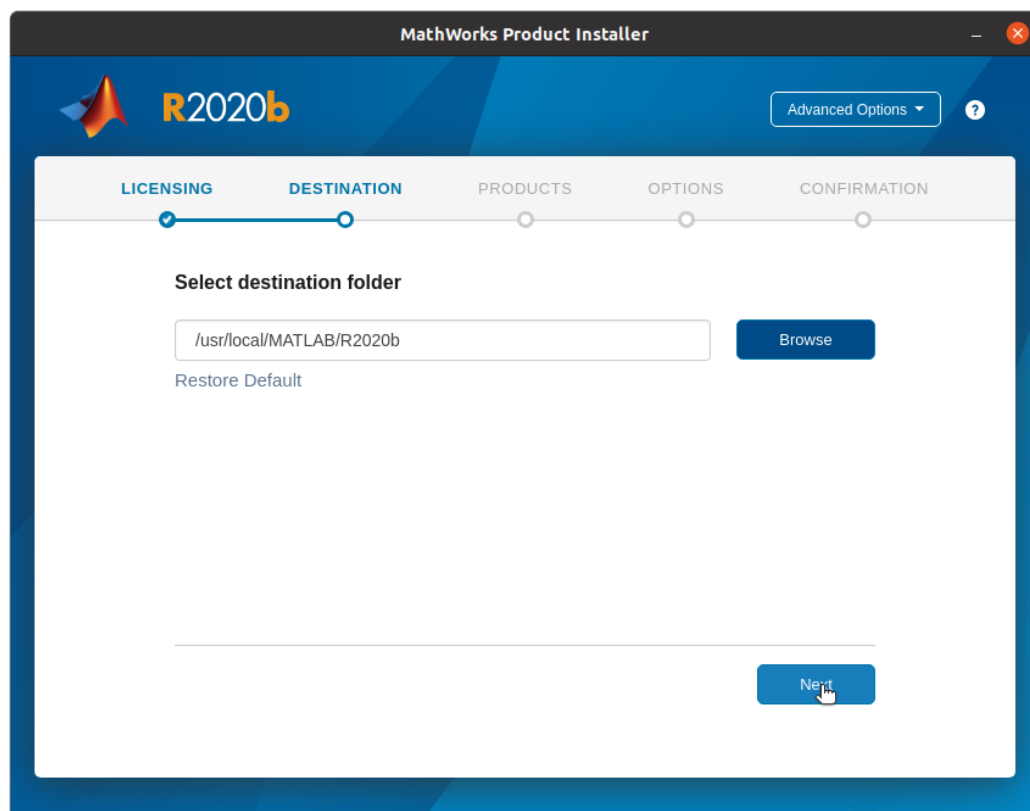 MathWorks Product Installer
R2020b
Advanced Options
?
LICENSING DESTINATION PRODUCTS OPTIONS CONFIRMATION
Select destination folder
/usr/local/MATLAB/R2020b
Browse
Restore Default
Next